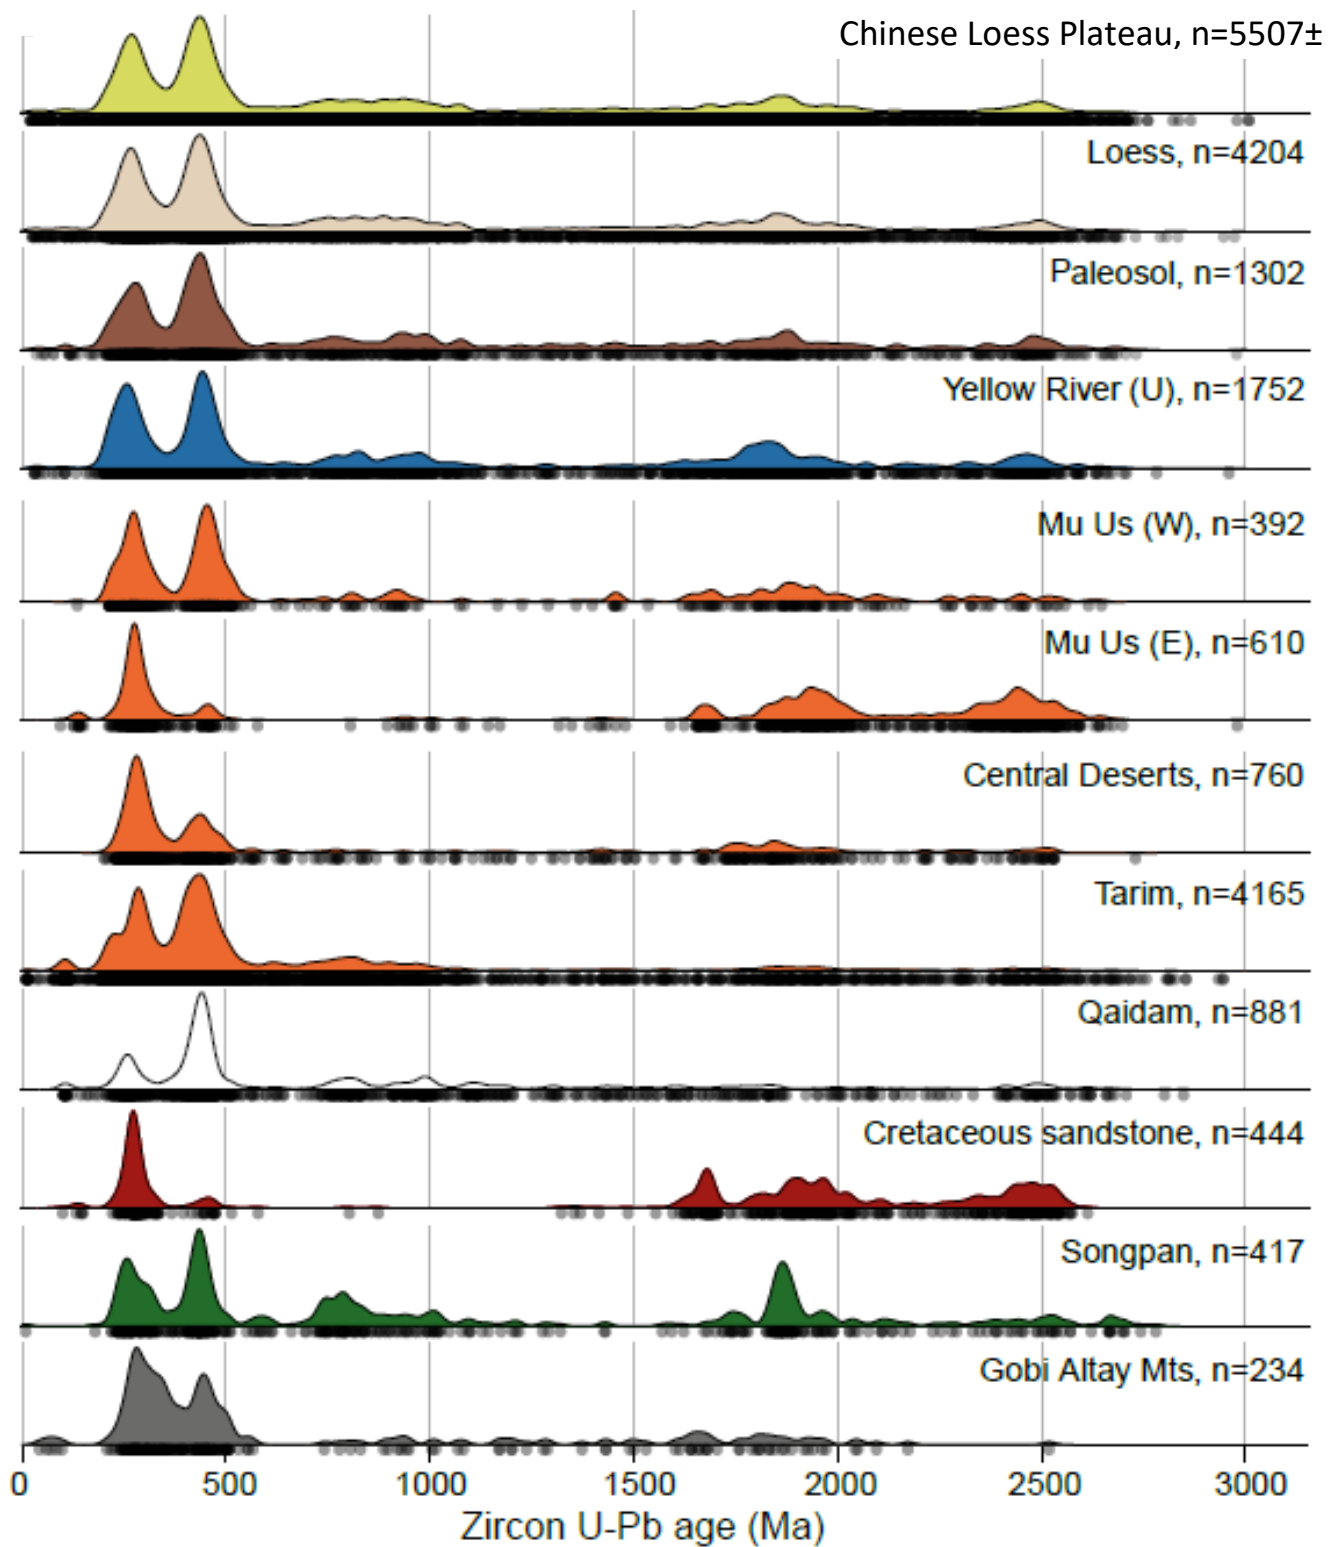 Chinese Loess Plateau, n=5507±
Loess, n=4204
Paleosol, n=1302
Yellow River (U), n=1752
Mu Us (W), n=392
Mu Us (E), n=610
Central Deserts, n=760
Tarim, n=4165
Qaidam, n=881
Cretaceous sandstone, n=444
Songpan, n=417
Gobi Altay Mts, n=234
0 500 1000 1500 2000 2500 3000
Zircon U-Pb age (Ma)